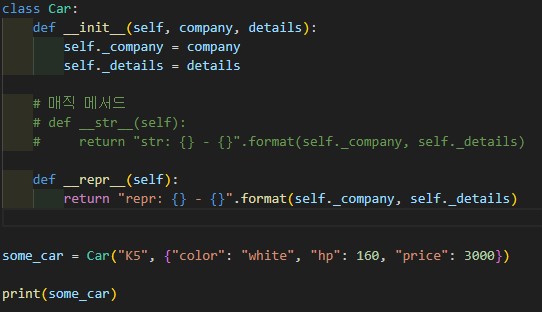 class Car:
    def __init__(self, company, details):
        self._company = company
        self._details = details
    # 매직 메서드
    # def __str__(self):
    #     return "str: {} - {}".format(self._company, self._details)
    def __repr__(self):
        return "repr: {} - {}".format(self._company, self._details)
some_car = Car("K5", {"color": "white", "hp": 160, "price": 3000})
print(some_car)